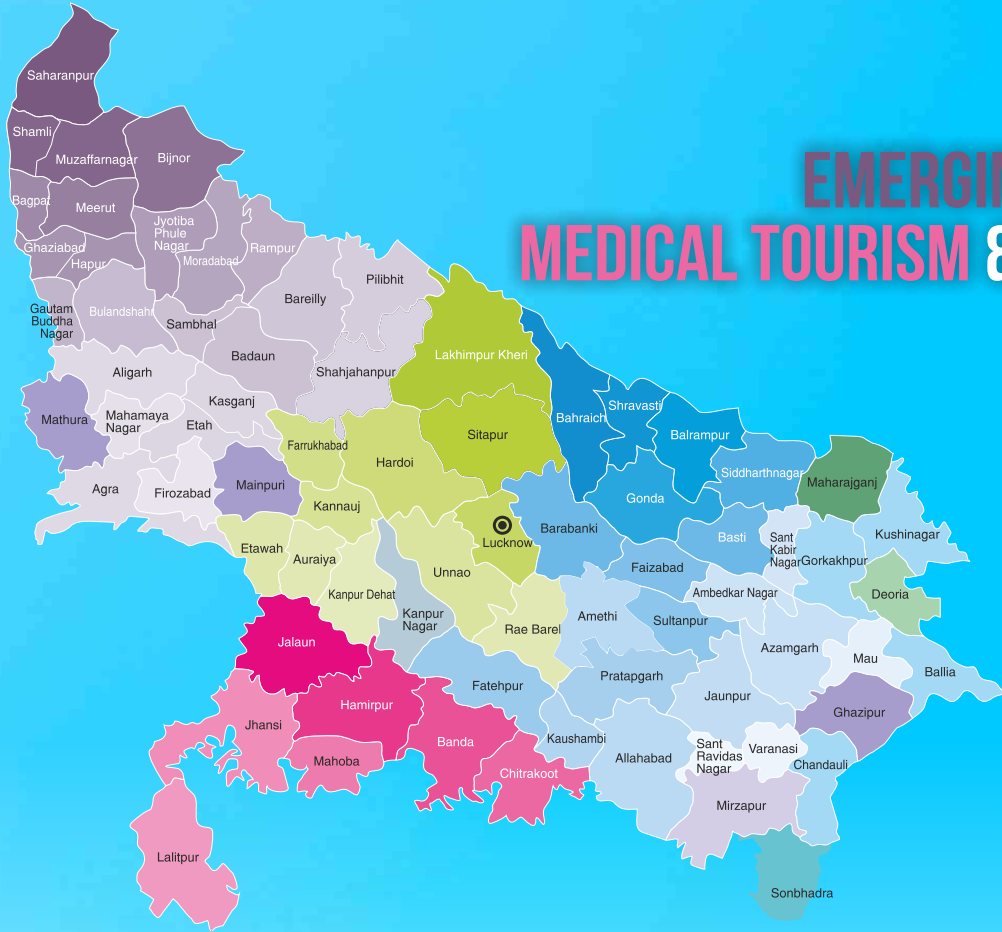 EMERGI
MEDICAL TOURISM &
Saharanpur
Shamli
Muzaffarnagar
Bijnor
Bagpat
Meerut
Jyotiba
Phule
Nagar
Ghaziabad
Hapur
Moradabad
Rampur
Pilibhit
Bareilly
Gautam
Buddha
Nagar
Bulandshahr
Sambhal
Badaun
Shahjahanpur
Lakhimpur Kheri
Aligarh
Kasganj
Mathura
Mahamaya
Nagar
Etah
Farrukhabad
Hardoi
Sitapur
Bahraich
Shravasti
Balrampur
Siddharthnagar
Maharajganj
Agra
Firozabad
Mainpuri
Kannauj
Gonda
Lucknow
Barabanki
Basti
Sant
Kabir
Nagar
Gorkakhpur
Kushinagar
Etawah
Auraiya
Unnao
Faizabad
Kanpur Dehat
Kanpur
Nagar
Rae Barel
Amethi
Ambedkar Nagar
Sultanpur
Deoria
Jalaun
Azamgarh
Mau
Ballia
Fatehpur
Pratapgarh
Jaunpur
Ghazipur
Hamirpur
Jhansi
Mahoba
Banda
Chitrakoot
Kaushambi
Allahabad
Sant
Ravidas
Nagar
Varanasi
Chandauli
Mirzapur
Lalitpur
Sonbhadra